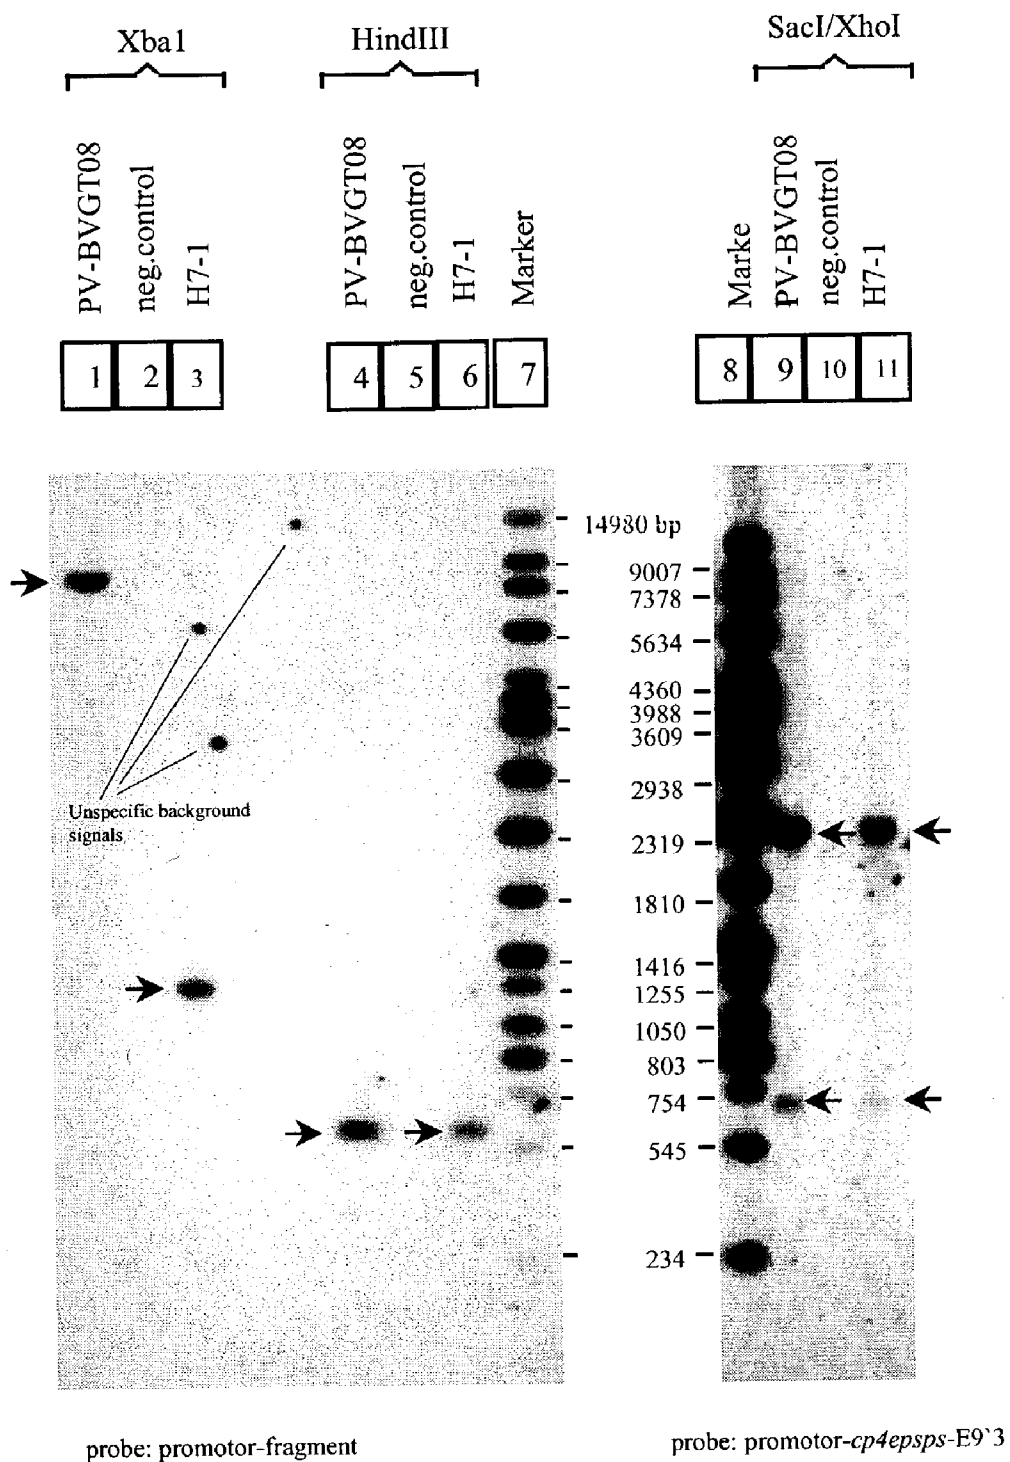 Xba1
HindIII
SacI/XhoI
PV-BVGT08
neg.control
H7-1
PV-BVGT08
neg.control
H7-1
Marker
Marke
PV-BVGT08
neg.control
H7-1
1
2
3
4
5
6
7
8
9
10
11
14980 bp
9007
7378
5634
4360
3988
3609
2938
2319
1810
1416
1255
1050
803
754
545
234
Unspecific background
signals
probe: promotor-fragment
probe: promotor-cp4epsps-E9`3